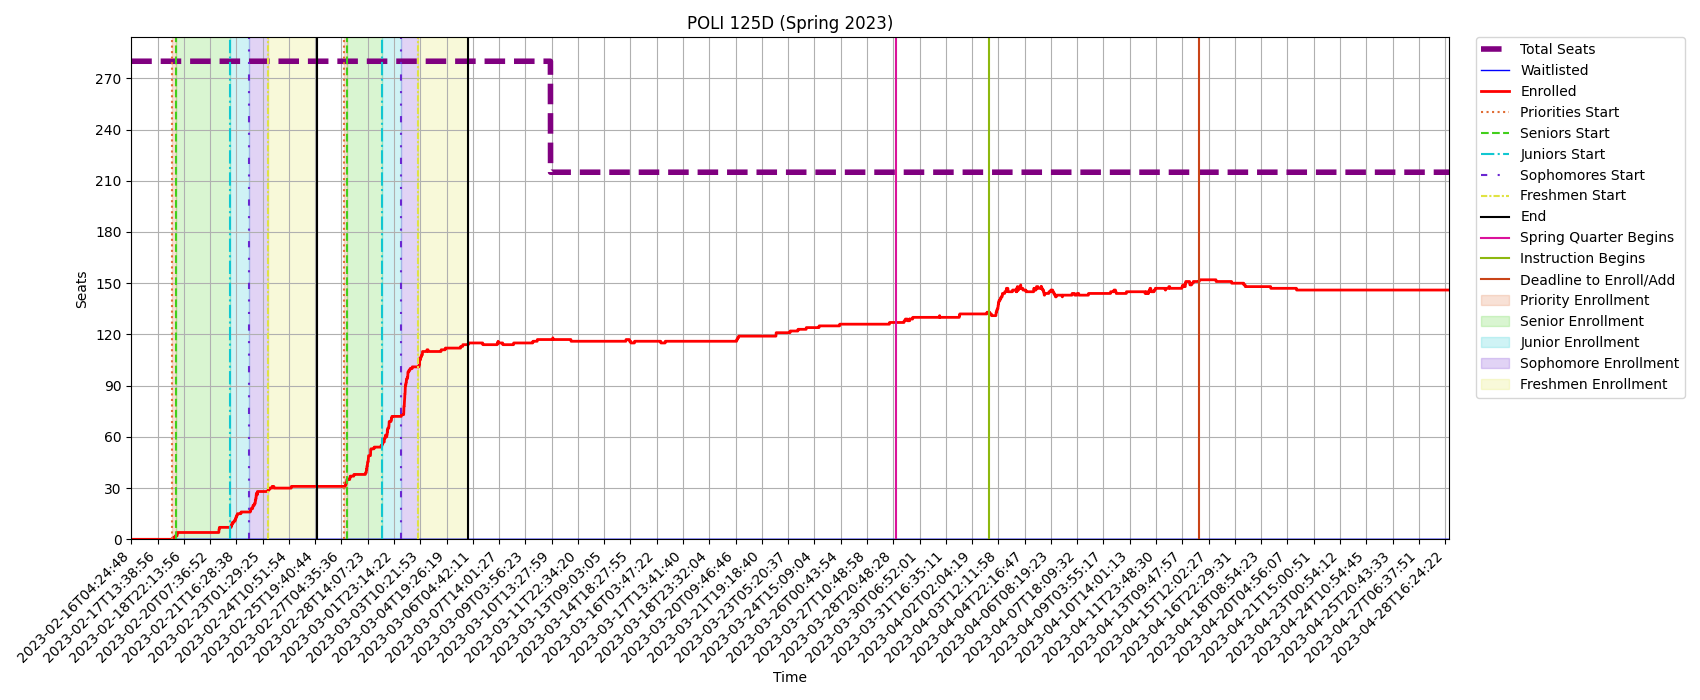 POLI 125D (Spring 2023)
Seats
270
240
210
180
150
120
90
60
30
0
2023-02-16T04:24:48
2023-02-17T13:38:56
2023-02-18T22:13:56
2023-02-20T07:36:52
2023-02-21T16:28:38
2023-02-23T01:29:25
2023-02-24T10:51:54
2023-02-25T19:40:44
2023-02-27T04:35:36
2023-02-28T14:07:23
2023-03-01T23:14:22
2023-03-03T10:21:53
2023-03-04T19:26:19
2023-03-06T04:42:11
2023-03-07T14:01:27
2023-03-09T03:56:23
2023-03-10T13:27:59
2023-03-11T22:34:20
2023-03-13T09:03:05
2023-03-14T18:27:55
2023-03-16T03:47:22
2023-03-17T13:41:40
2023-03-18T23:32:04
2023-03-20T09:46:46
2023-03-21T19:18:40
2023-03-23T05:20:37
2023-03-24T15:09:04
2023-03-26T00:43:54
2023-03-27T10:48:58
2023-03-28T20:48:28
2023-03-30T06:52:01
2023-03-31T16:35:11
2023-04-02T02:04:19
2023-04-03T12:11:58
2023-04-04T22:16:47
2023-04-06T08:19:23
2023-04-07T18:09:32
2023-04-09T03:55:17
2023-04-10T14:01:13
2023-04-11T23:48:30
2023-04-13T09:47:57
2023-04-15T12:02:27
2023-04-16T22:29:31
2023-04-18T08:54:23
2023-04-20T04:56:07
2023-04-21T15:00:51
2023-04-23T00:54:12
2023-04-24T10:54:45
2023-04-25T20:43:33
2023-04-27T06:37:51
2023-04-28T16:24:22
Time
Total Seats
Waitlisted
Enrolled
Priorities Start
Seniors Start
Juniors Start
Sophomores Start
Freshmen Start
End
Spring Quarter Begins
Instruction Begins
Deadline to Enroll/Add
Priority Enrollment
Senior Enrollment
Junior Enrollment
Sophomore Enrollment
Freshmen Enrollment